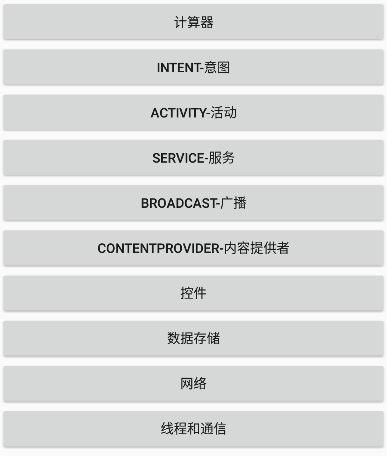 计算器
INTENT-意图
ACTIVITY-活动
SERVICE-服务
BROADCAST-广播
CONTENTPROVIDER-内容提供者
控件
数据存储
网络
线程和通信